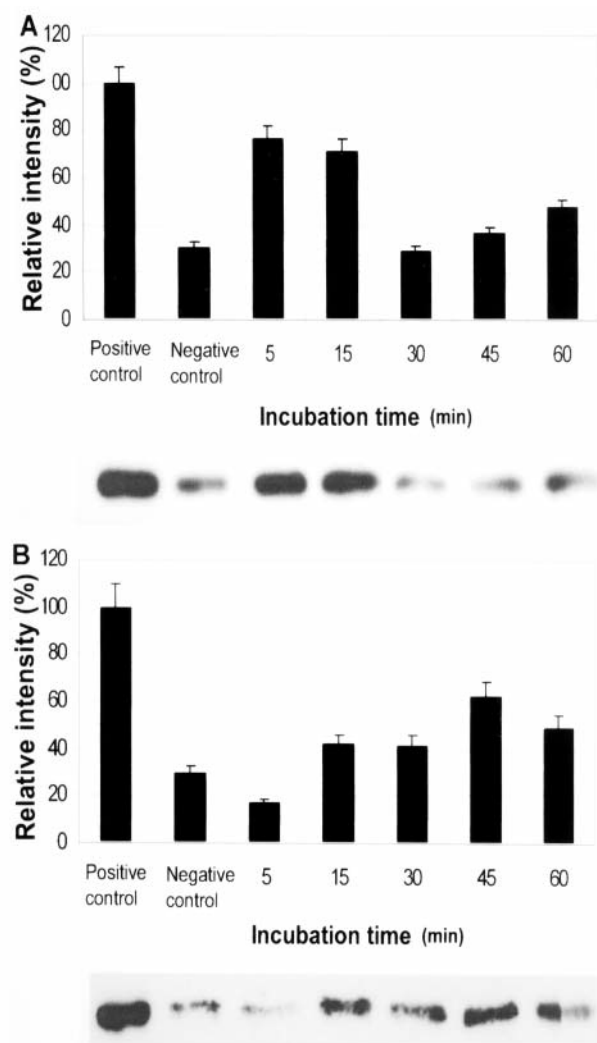 A
120
00
80
60
40
20
0
Relative intensity (%)
Positive control
Negative control
5
15
30
45
60
Incubation time (min)
B
120
100
80
60
40
20
0
Relative intensity (%)
Positive control
Negative control
5
15
30
45
60
Incubation time (min)